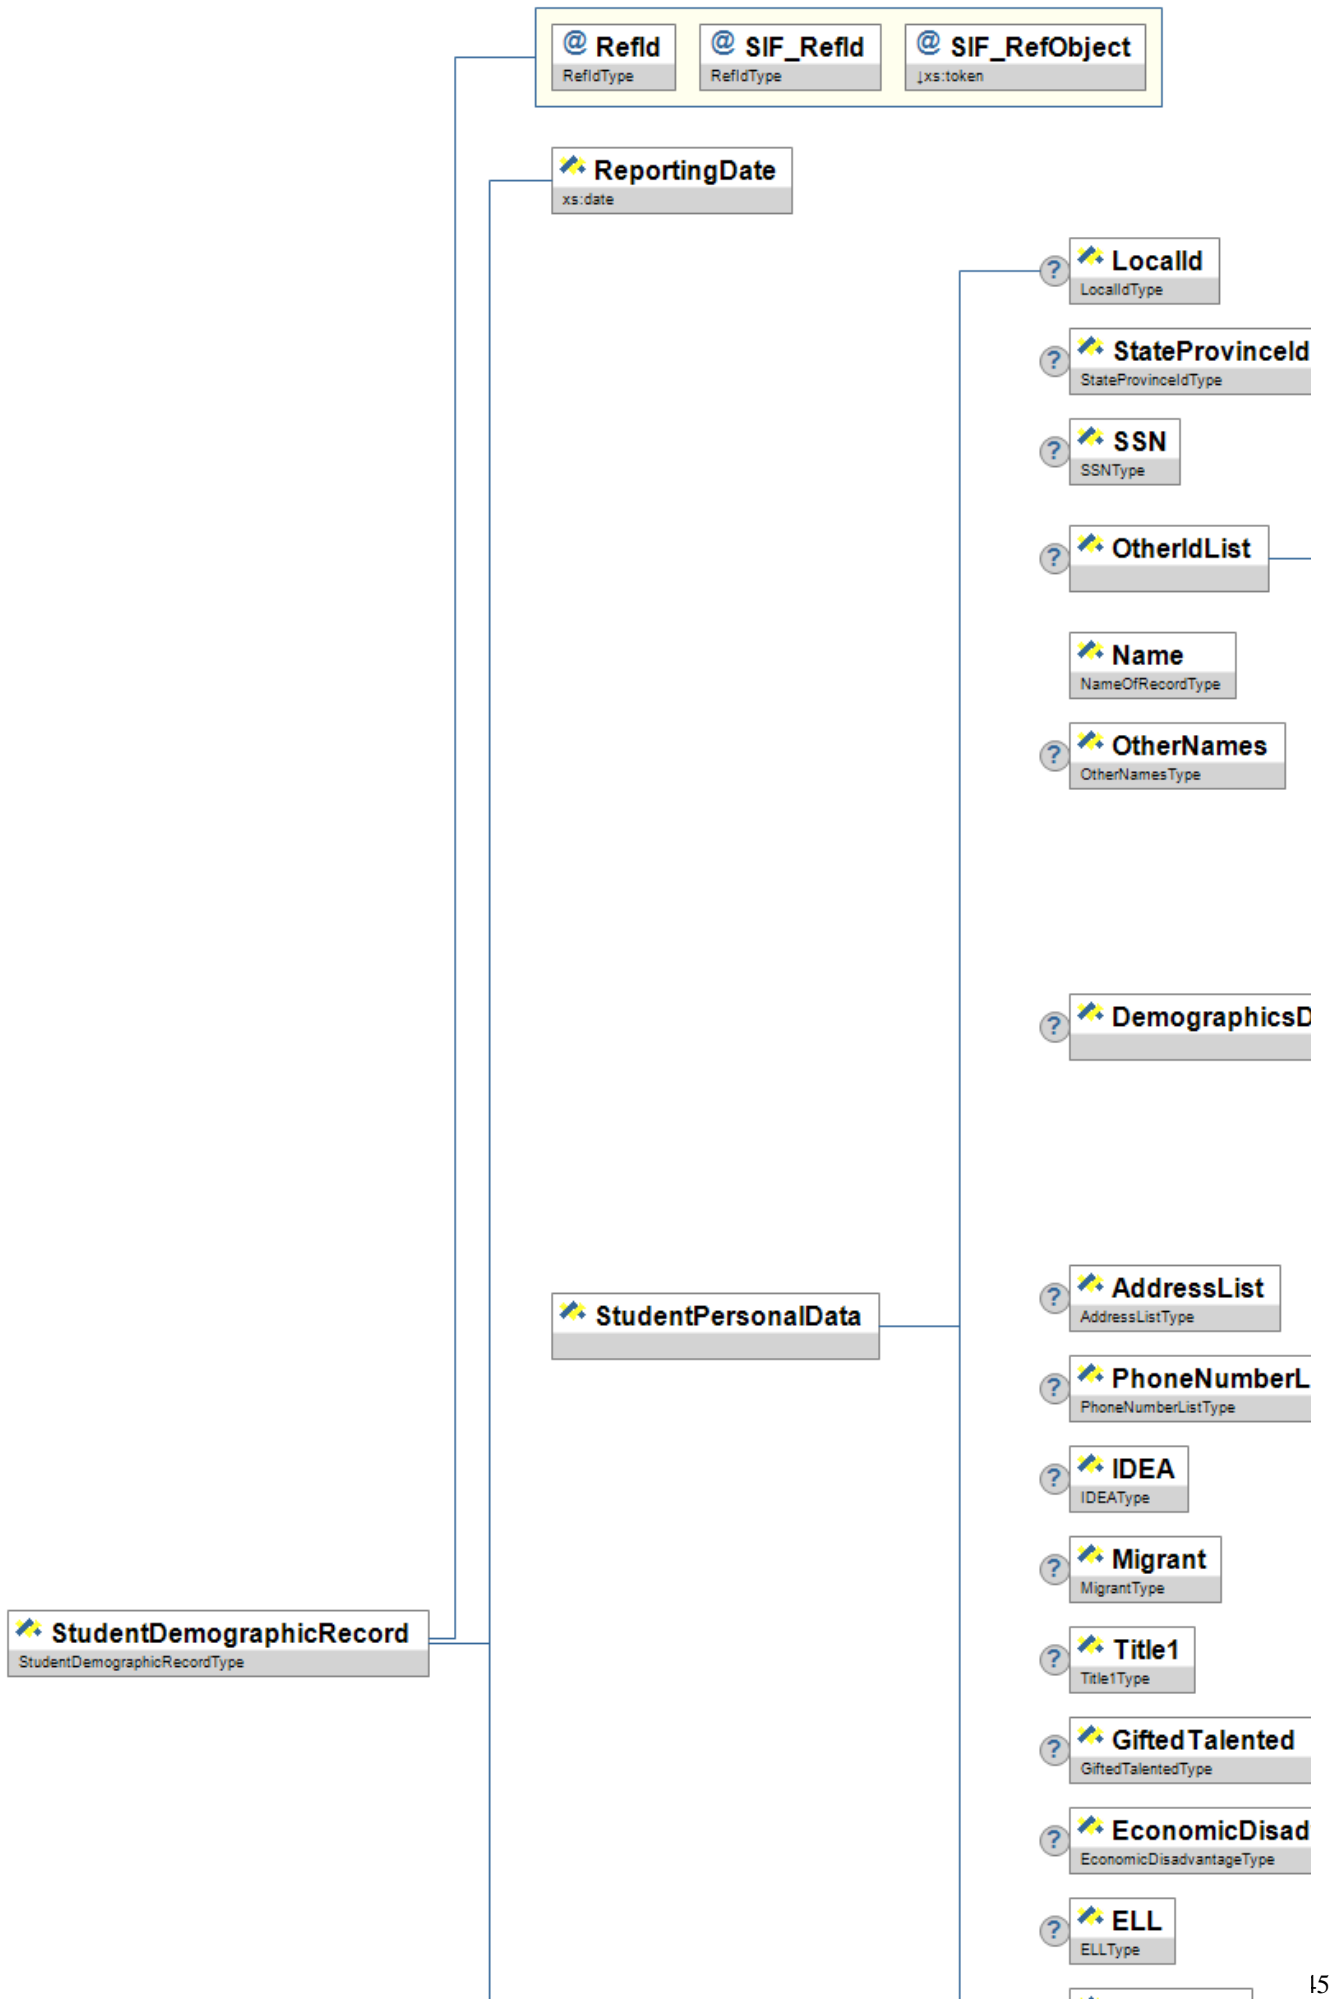 @ RefId
RefIdType
@ SIF_RefId
RefIdType
@ SIF_RefObject
↓xs:token
ReportingDate
xs:date
? LocalId
LocalIdType
? StateProvinceId
StateProvinceIdType
? SSN
SSNType
? OtherIdList
Name
NameOfRecordType
? OtherNames
OtherNamesType
? DemographicsD
? AddressList
AddressListType
StudentPersonalData
? PhoneNumberL
PhoneNumberListType
? IDEA
IDEAType
? Migrant
MigrantType
StudentDemographicRecord
StudentDemographicRecordType
? Title1
Title1Type
? GiftedTalented
GiftedTalentedType
? EconomicDisad
EconomicDisadvantageType
? ELL
ELLType
45